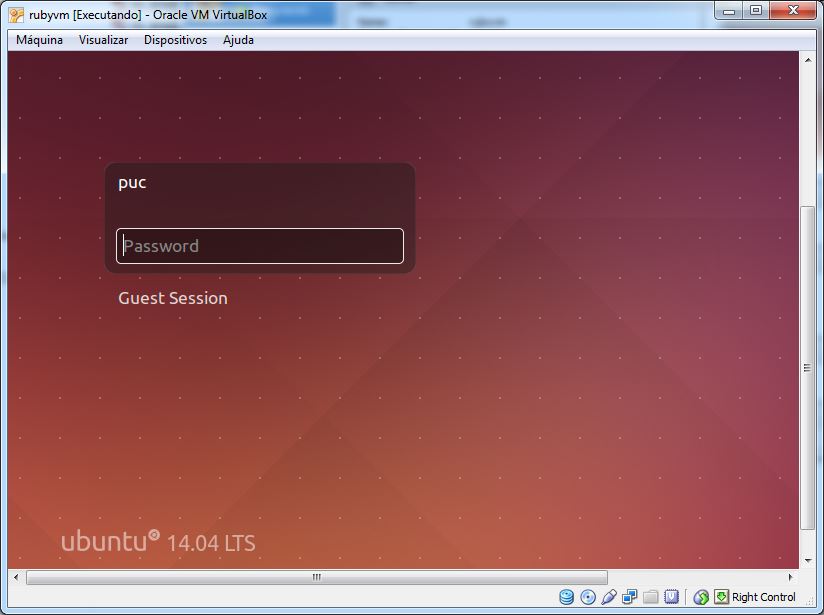 rubyvm [Executando] - Oracle VM VirtualBox
Máquina Visualizar Dispositivos Ajuda
puc
Password
Guest Session
ubuntu® 14.04 LTS
Right Control